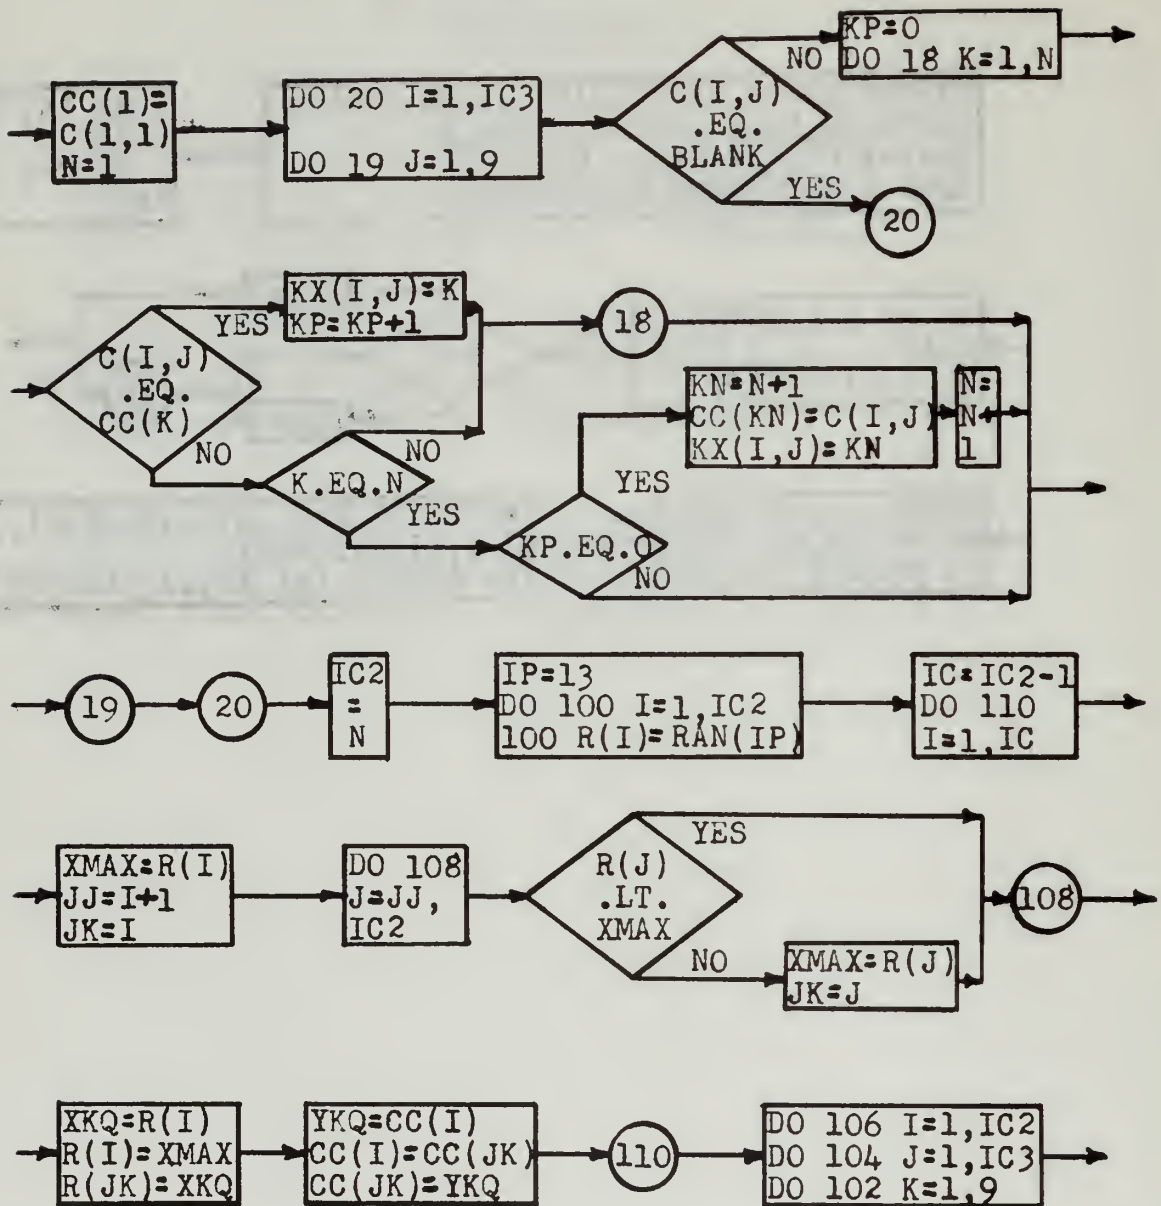 CC(1)=
C(1,1)
N=1
DO 20 I=1,IC3
DO 19 J=1,9
C(I,J)
.EQ.
BLANK
NO
KP=0
DO 18 K=1,N
YES
20
C(I,J)
.EQ.
CC(K)
YES
KX(I,J)=K
KP=KP+1
18
NO
K.EQ.N
NO
YES
KP.EQ.0
YES
NO
KN=N+1
CC(KN)=C(I,J)
KX(I,J)=KN
N=
N+
1
19
20
IC2
=
N
IP=13
DO 100 I=1,IC2
100 R(I)=RAN(IP)
IC=IC2-1
DO 110
I=1,IC
XMAX=R(I)
JJ=I+1
JK=I
DO 108
J=JJ,
IC2
R(J)
.LT.
XMAX
YES
NO
XMAX=R(J)
JK=J
108
XKQ=R(I)
R(I)=XMAX
R(JK)=XKQ
YKQ=CC(I)
CC(I)=CC(JK)
CC(JK)=YKQ
110
DO 106 I=1,IC2
DO 104 J=1,IC3
DO 102 K=1,9